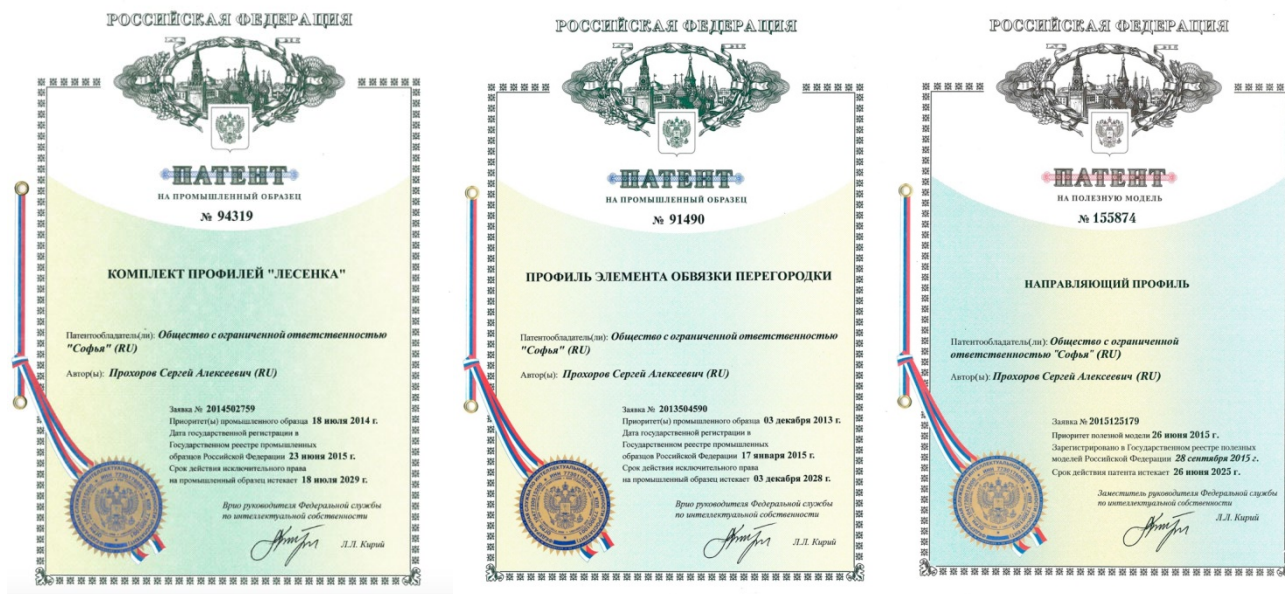 РОССИЙСКАЯ ФЕДЕРАЦИЯ
ПАТЕНТ
НА ПРОМЫШЛЕННЫЙ ОБРАЗЕЦ
№ 94319
КОМПЛЕКТ ПРОФИЛЕЙ "ЛЕСЕНКА"
Патентообладатель(ли): Общество с ограниченной ответственностью
"Софья" (RU)
Автор(ы): Прохоров Сергей Алексеевич (RU)
Заявка № 2014502759
Приоритет(ы) промышленного образца 18 июля 2014 г.
Дата государственной регистрации в
Государственном реестре промышленных
образцов Российской Федерации 23 июня 2015 г.
Срок действия исключительного права
на промышленный образец истекает 18 июля 2029 г.
Врио руководителя Федеральной службы
по интеллектуальной собственности
Л.Л. Кирий
РОССИЙСКАЯ ФЕДЕРАЦИЯ
ПАТЕНТ
НА ПРОМЫШЛЕННЫЙ ОБРАЗЕЦ
№ 91490
ПРОФИЛЬ ЭЛЕМЕНТА ОБВЯЗКИ ПЕРЕГОРОДКИ
Патентообладатель(ли): Общество с ограниченной ответственностью
"Софья" (RU)
Автор(ы): Прохоров Сергей Алексеевич (RU)
Заявка № 2013504590
Приоритет(ы) промышленного образца 03 декабря 2013 г.
Дата государственной регистрации в
Государственном реестре промышленных
образцов Российской Федерации 17 января 2015 г.
Срок действия исключительного права
на промышленный образец истекает 03 декабря 2028 г.
Врио руководителя Федеральной службы
по интеллектуальной собственности
Л.Л. Кирий
РОССИЙСКАЯ ФЕДЕРАЦИЯ
ПАТЕНТ
НА ПОЛЕЗНУЮ МОДЕЛЬ
№ 155874
НАПРАВЛЯЮЩИЙ ПРОФИЛЬ
Патентообладатель(ли): Общество с ограниченной
ответственностью "Софья" (RU)
Автор(ы): Прохоров Сергей Алексеевич (RU)
Заявка № 2015125179
Приоритет полезной модели 26 июня 2015 г.
Зарегистрировано в Государственном реестре полезных
моделей Российской Федерации 28 сентября 2015 г.
Срок действия патента истекает 26 июня 2025 г.
Заместитель руководителя Федеральной службы
по интеллектуальной собственности
Л.Л. Кирий